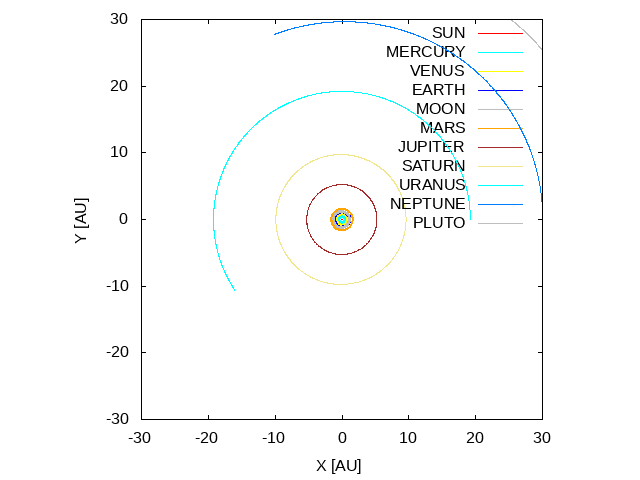 30
20
10
0
-10
-20
-30
Y [AU]
SUN
MERCURY
VENUS
EARTH
MOON
MARS
JUPITER
SATURN
URANUS
NEPTUNE
PLUTO
-30 -20 -10 0 10 20 30
X [AU]